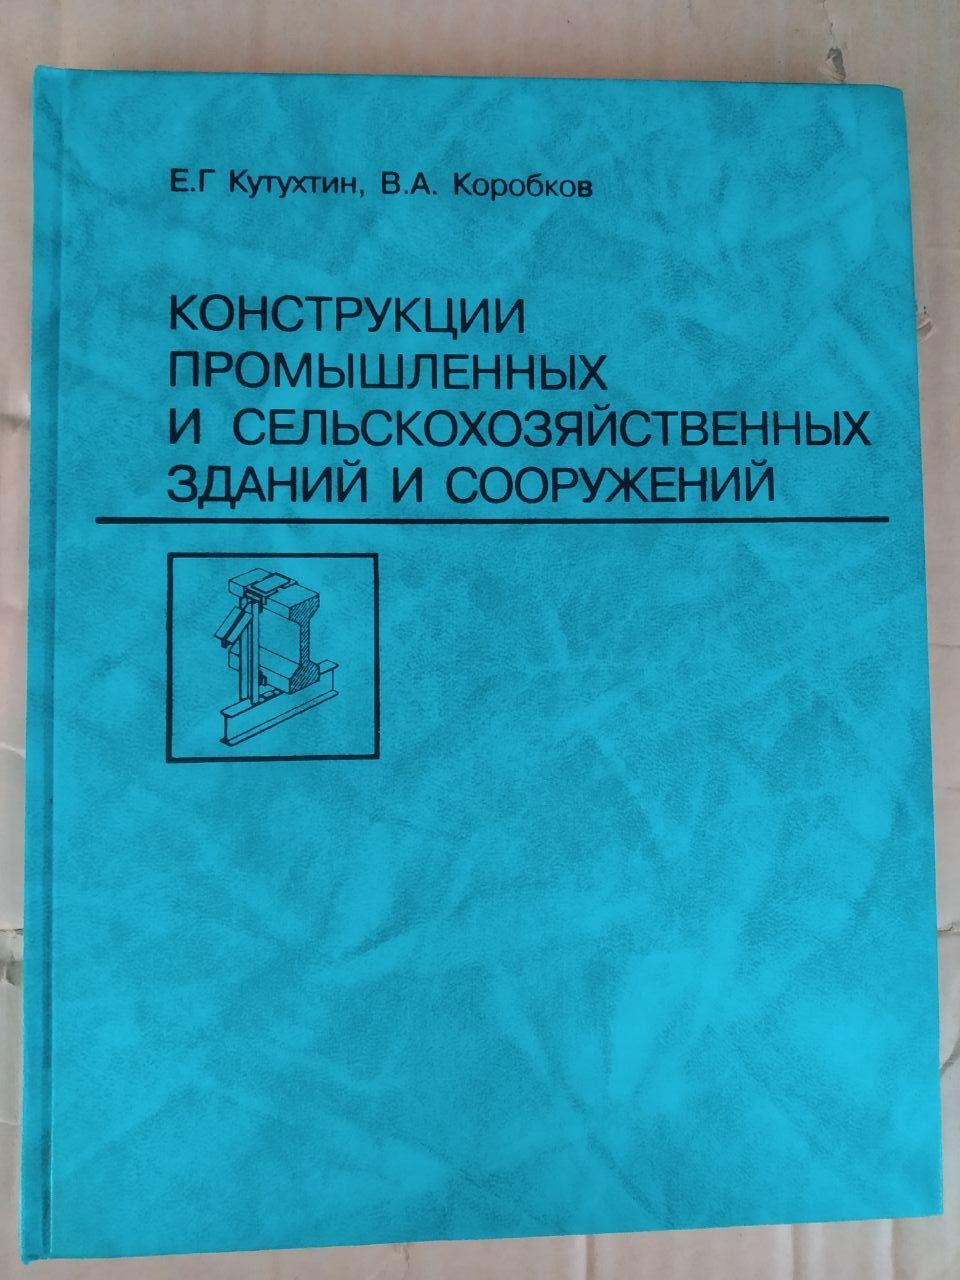 Е.Г Кутухтин, В.А. Коробков
КОНСТРУКЦИИ
ПРОМЫШЛЕННЫХ
И СЕЛЬСКОХОЗЯЙСТВЕННЫХ
ЗДАНИЙ И СООРУЖЕНИЙ